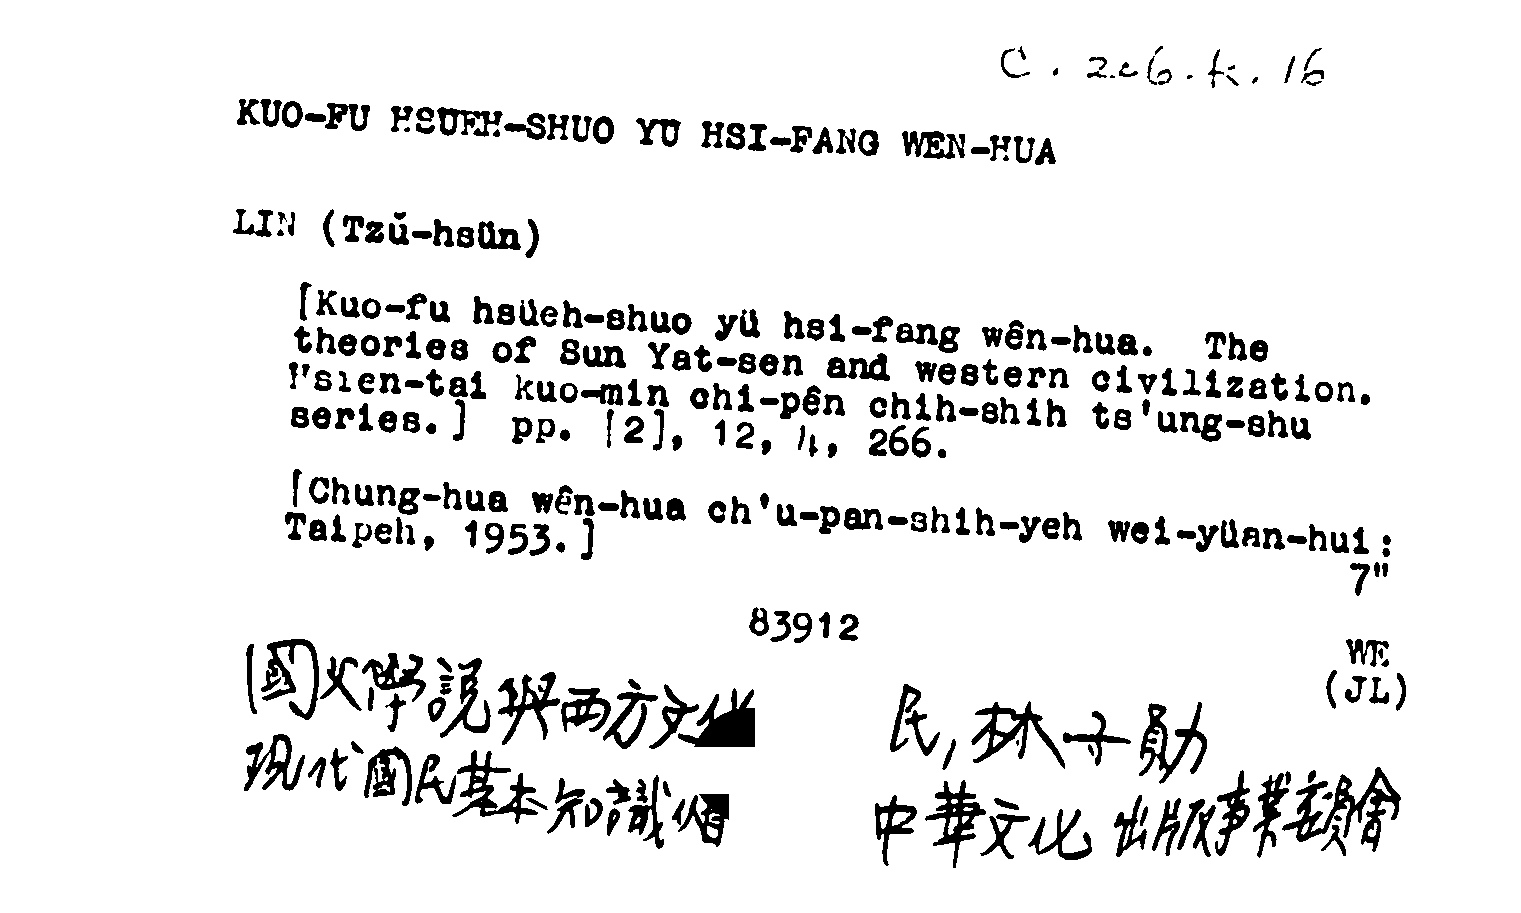 C. 206. k. 16
KUO-FU HSUEH-SHUO YU HSI-FANG WEN-HUA
LIN (Tzŭ-hsün)
[Kuo-fu hsüeh-shuo yü hsi-fang wên-hua. The
theories of Sun Yat-sen and western civilization.
Hsien-tai kuo-min chi-pên chih-shih ts'ung-shu
series.] pp. [2], 12, 4, 266.
[Chung-hua wên-hua ch'u-pan-shih-yeh wei-yüan-hui:
Taipeh, 1953.]
7"
83912
WE
(JL)
國父學說與西方文化
民, 林子勛
現代國民基本知識
中華文化出版事業委員會